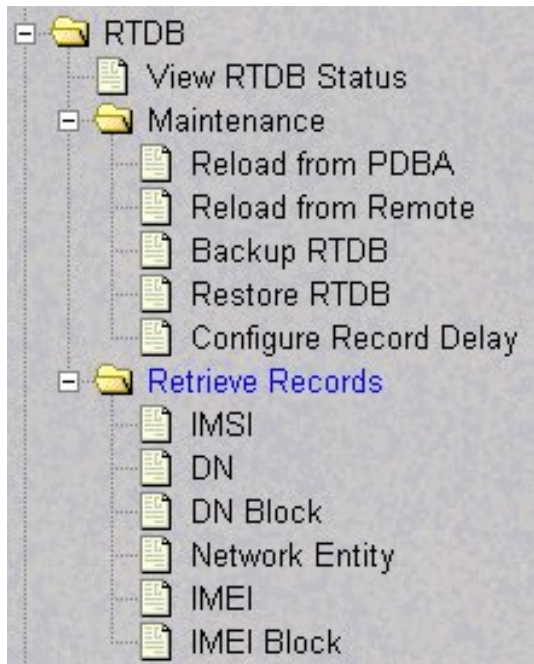 RTDB
View RTDB Status
Maintenance
Reload from PDBA
Reload from Remote
Backup RTDB
Restore RTDB
Configure Record Delay
Retrieve Records
IMSI
DN
DN Block
Network Entity
IMEI
IMEI Block